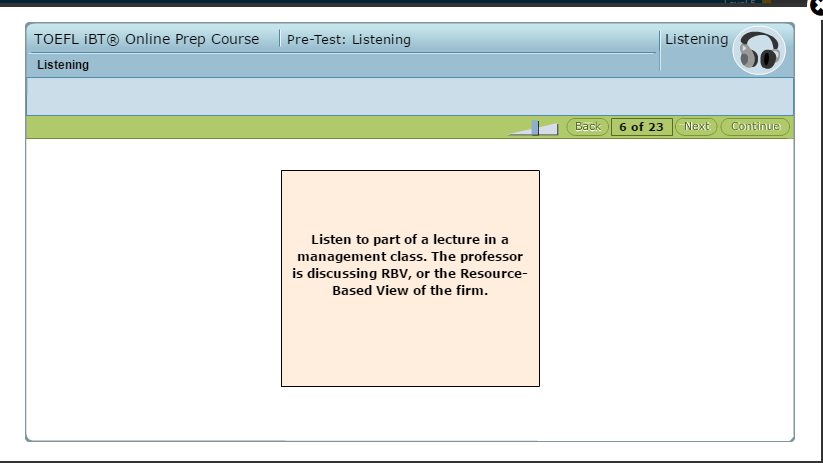 TOEFL iBT® Online Prep Course Pre-Test: Listening Listening
Listening
Back 6 of 23 Next Continue
Listen to part of a lecture in a
management class. The professor
is discussing RBV, or the Resource-
Based View of the firm.